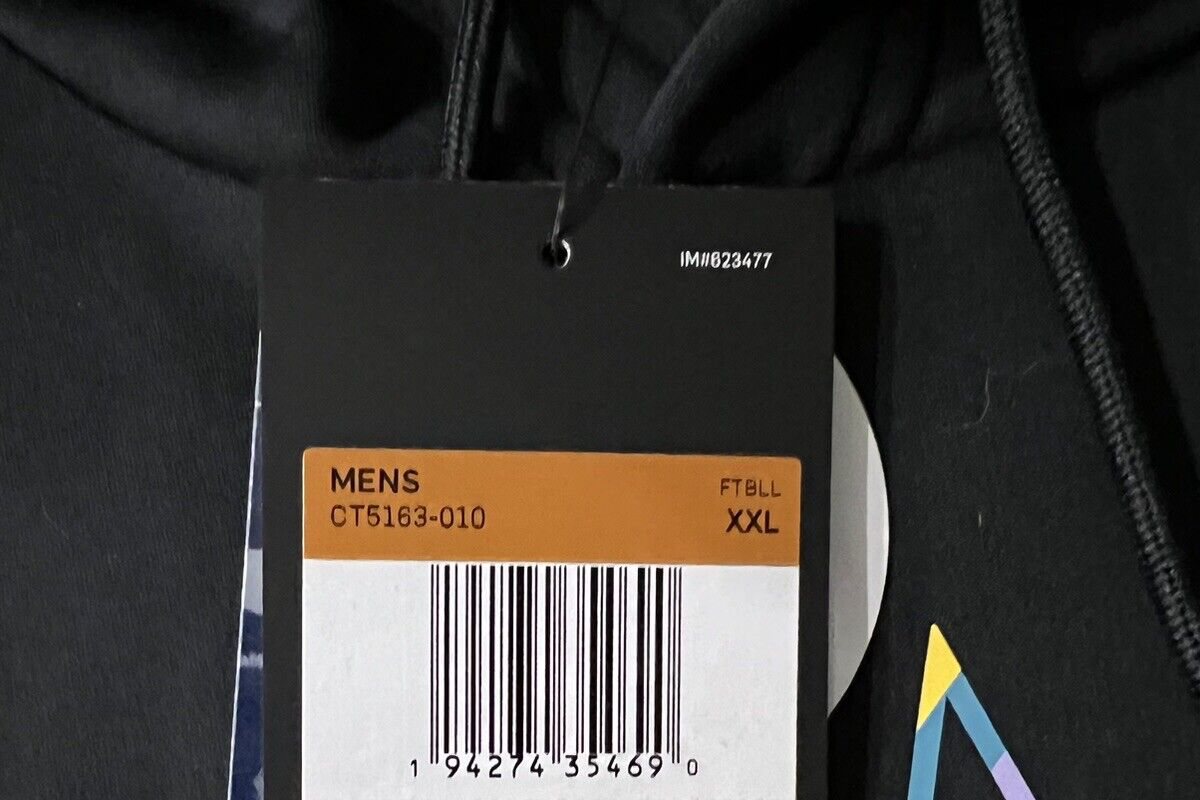 IM#823477
MENS
FTBLL
CT5163-010
XXL
1 94274 35469 0